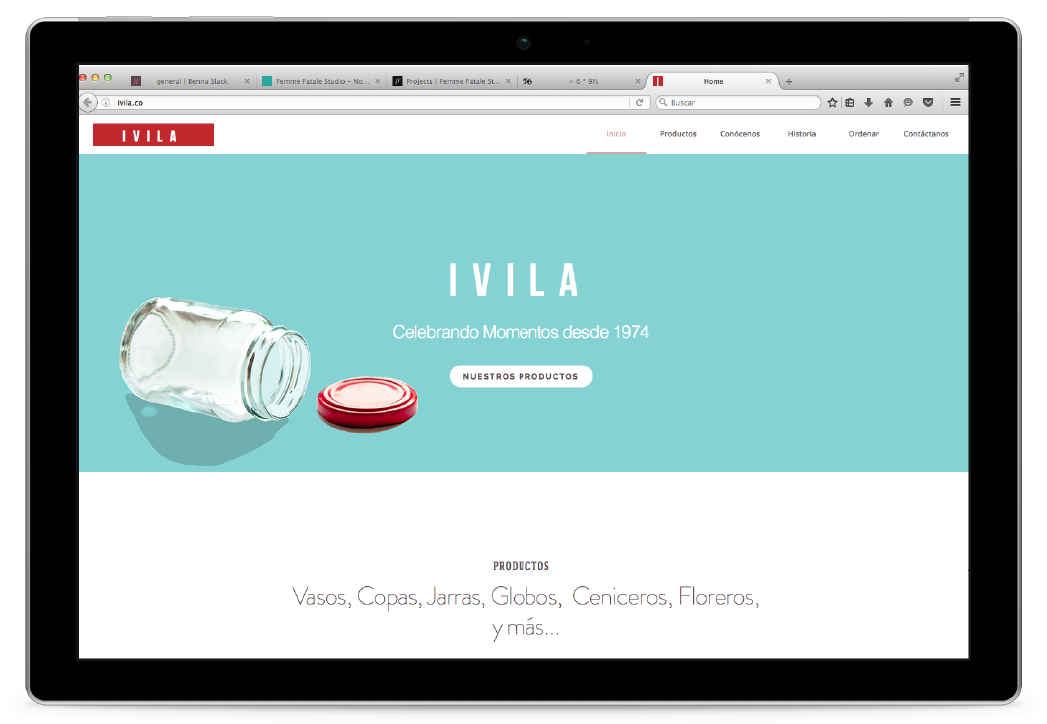 general | Bennu Slack
Femme Fatale Studio – No...
Projects | Femme Fatale St...
= 6 * 9½
Home
ivila.co
Buscar
IVILA
Inicio
Productos
Conócenos
Historia
Ordenar
Contáctanos
IVILA
Celebrando Momentos desde 1974
NUESTROS PRODUCTOS
PRODUCTOS
Vasos, Copas, Jarras, Globos, Ceniceros, Floreros,
y más...